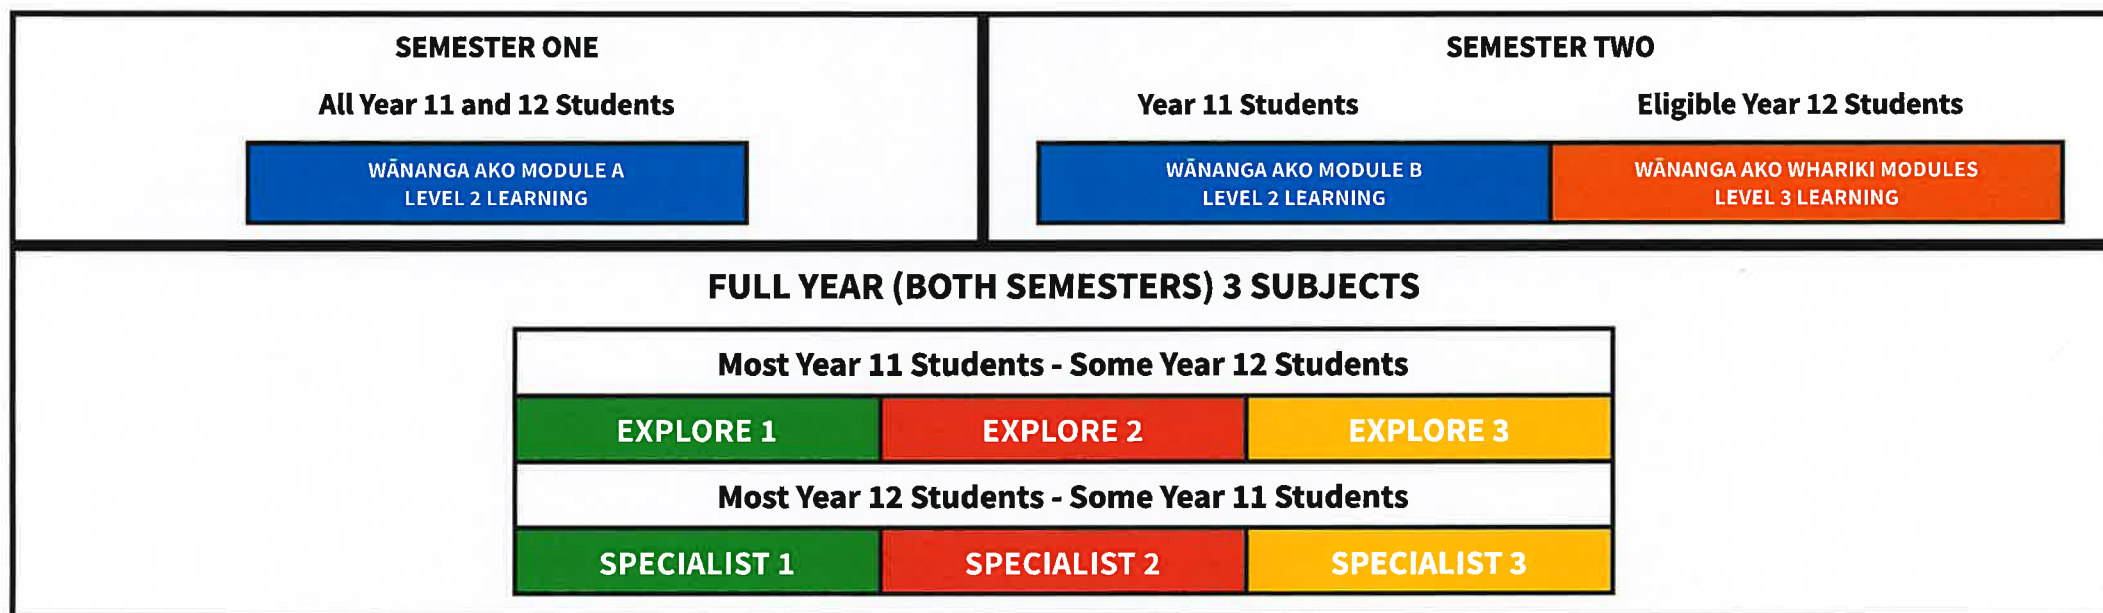 SEMESTER ONE
All Year 11 and 12 Students
WĀNANGA AKO MODULE A
LEVEL 2 LEARNING
SEMESTER TWO
Year 11 Students
Eligible Year 12 Students
WĀNANGA AKO MODULE B
LEVEL 2 LEARNING
WĀNANGA AKO WHARIKI MODULES
LEVEL 3 LEARNING
FULL YEAR (BOTH SEMESTERS) 3 SUBJECTS
Most Year 11 Students - Some Year 12 Students
EXPLORE 1
EXPLORE 2
EXPLORE 3
Most Year 12 Students - Some Year 11 Students
SPECIALIST 1
SPECIALIST 2
SPECIALIST 3